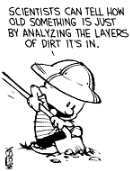 SCIENTISTS CAN TELL HOW
OLD SOMETHING IS JUST
BY ANALYZING THE LAYERS
OF DIRT IT'S IN.